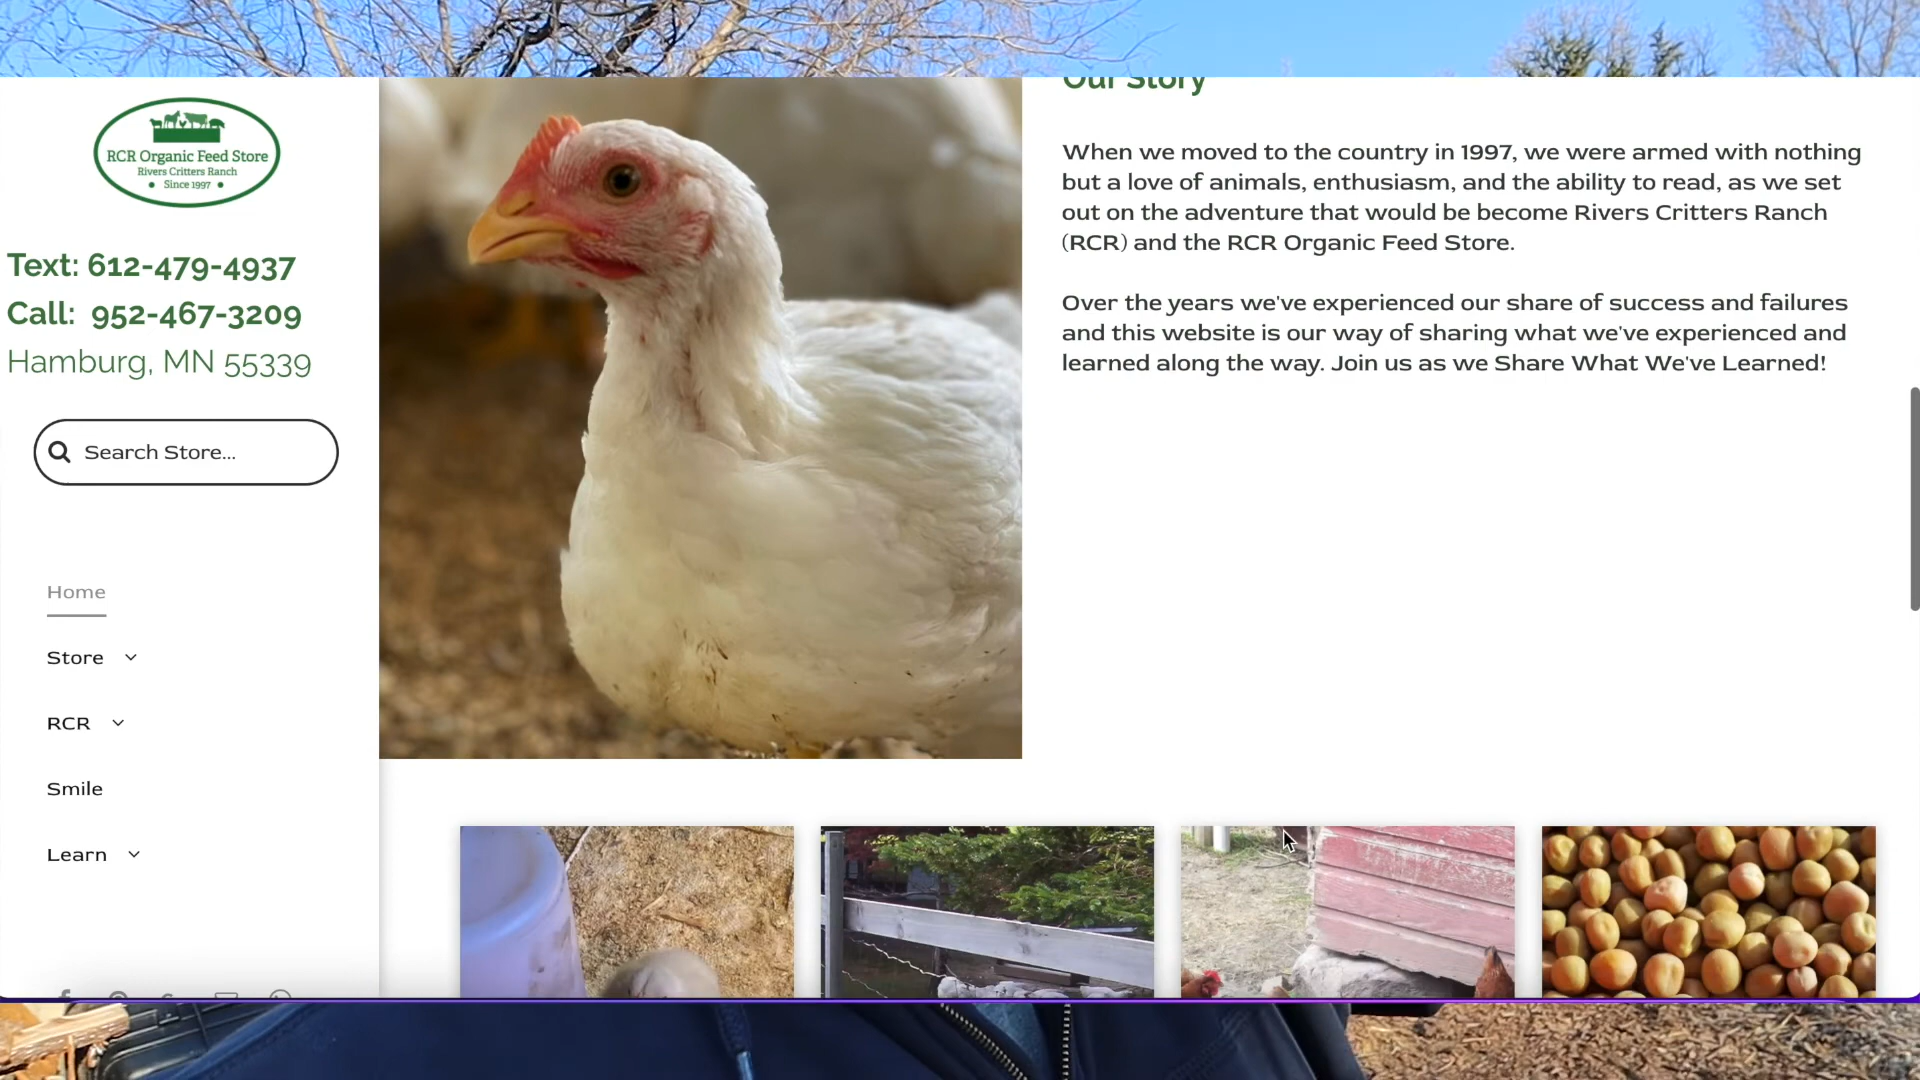 RCR Organic Feed Store
Rivers Critters Ranch
• Since 1997 •
Text: 612-479-4937
Call: 952-467-3209
Hamburg, MN 55339
Search Store...
Home
Store
RCR
Smile
Learn
Our Story
When we moved to the country in 1997, we were armed with nothing
but a love of animals, enthusiasm, and the ability to read, as we set
out on the adventure that would be become Rivers Critters Ranch
(RCR) and the RCR Organic Feed Store.
Over the years we've experienced our share of success and failures
and this website is our way of sharing what we've experienced and
learned along the way. Join us as we Share What We've Learned!